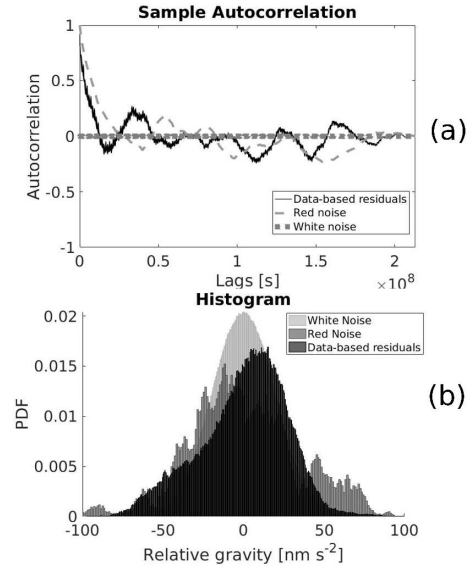 Sample Autocorrelation
1
0.5
0
-0.5
-1
Autocorrelation
Data-based residuals
Red noise
White noise
0 0.5 1 1.5 2
Lags [s]
×10⁸
(a)
Histogram
0.02
0.015
0.01
0.005
0
PDF
White Noise
Red Noise
Data-based residuals
-100 -50 0 50 100
Relative gravity [nm s⁻²]
(b)